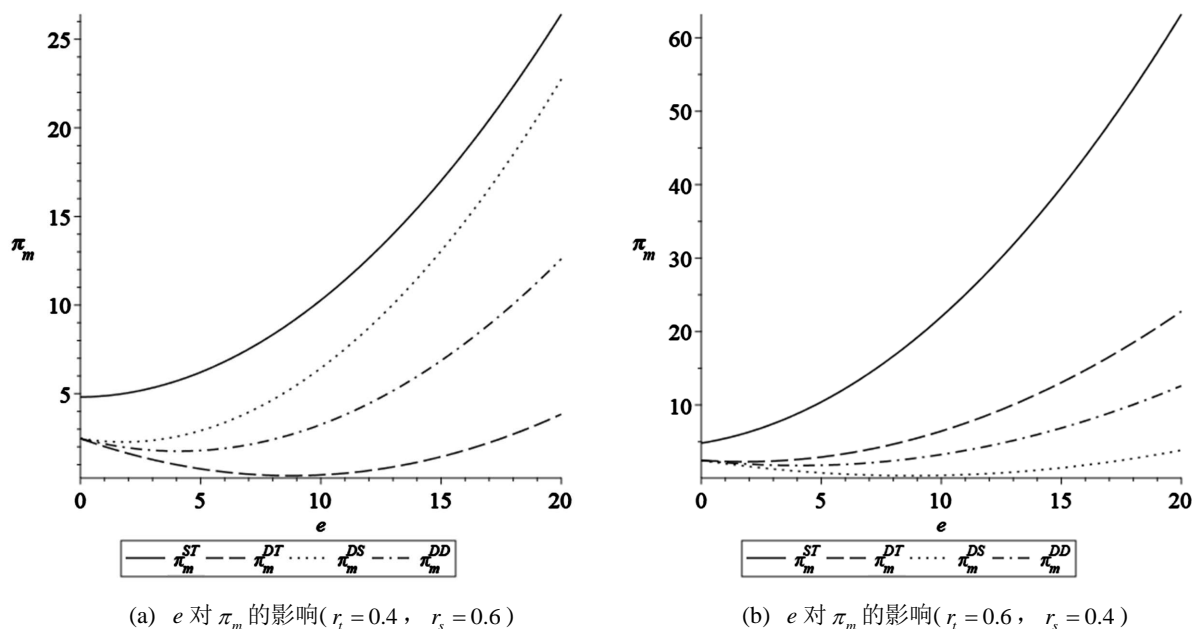 25
20
15
10
5
π_m
0 5 10 15 20
e
π_m^{ST} π_m^{DT} π_m^{DS} π_m^{DD}
(a) e 对 π_m 的影响( r_t = 0.4 , r_s = 0.6 )
60
50
40
30
20
10
π_m
0 5 10 15 20
e
π_m^{ST} π_m^{DT} π_m^{DS} π_m^{DD}
(b) e 对 π_m 的影响( r_t = 0.6 , r_s = 0.4 )